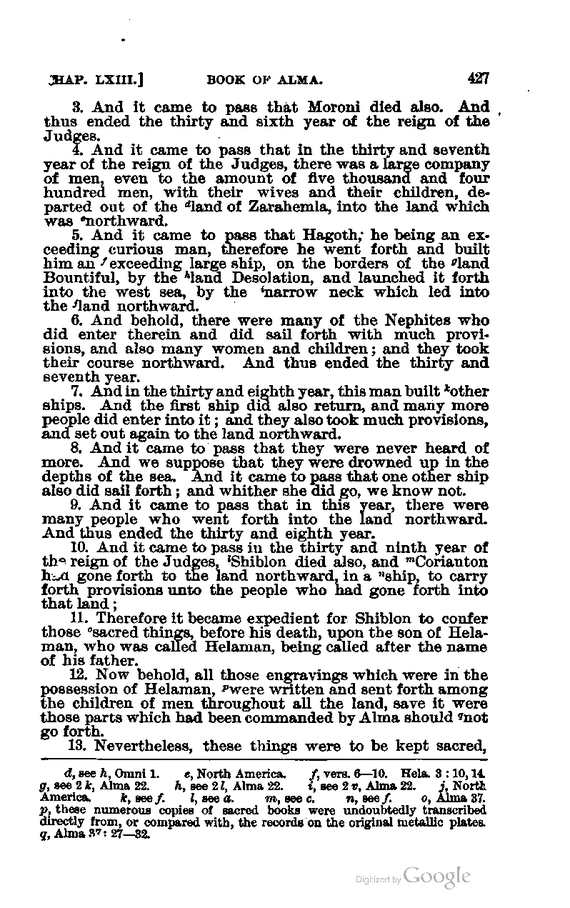 CHAP. LXIII.] BOOK OF ALMA. 427
3. And it came to pass that Moroni died also. And
thus ended the thirty and sixth year of the reign of the
Judges.
4. And it came to pass that in the thirty and seventh
year of the reign of the Judges, there was a large company
of men, even to the amount of five thousand and four
hundred men, with their wives and their children, de-
parted out of the ᵈland of Zarahemla, into the land which
was ᵉnorthward.
5. And it came to pass that Hagoth, he being an ex-
ceeding curious man, therefore he went forth and built
him an ᶠexceeding large ship, on the borders of the ᵍland
Bountiful, by the ʰland Desolation, and launched it forth
into the west sea, by the ⁱnarrow neck which led into
the ʲland northward.
6. And behold, there were many of the Nephites who
did enter therein and did sail forth with much provi-
sions, and also many women and children; and they took
their course northward. And thus ended the thirty and
seventh year.
7. And in the thirty and eighth year, this man built ᵏother
ships. And the first ship did also return, and many more
people did enter into it; and they also took much provisions,
and set out again to the land northward.
8. And it came to pass that they were never heard of
more. And we suppose that they were drowned up in the
depths of the sea. And it came to pass that one other ship
also did sail forth; and whither she did go, we know not.
9. And it came to pass that in this year, there were
many people who went forth into the land northward.
And thus ended the thirty and eighth year.
10. And it came to pass in the thirty and ninth year of
the reign of the Judges, ˡShiblon died also, and ᵐCorianton
had gone forth to the land northward, in a ⁿship, to carry
forth provisions unto the people who had gone forth into
that land;
11. Therefore it became expedient for Shiblon to confer
those ᵒsacred things, before his death, upon the son of Hela-
man, who was called Helaman, being called after the name
of his father.
12. Now behold, all those engravings which were in the
possession of Helaman, ᵖwere written and sent forth among
the children of men throughout all the land, save it were
those parts which had been commanded by Alma should qnot
go forth.
13. Nevertheless, these things were to be kept sacred,
d, see h, Omni 1. e, North America. f, vers. 6—10. Hela. 3:10, 14.
g, see 2 k, Alma 22. h, see 2 l, Alma 22. i, see 2 v, Alma 22. j, North
America. k, see f. l, see a. m, see c. n, see f. o, Alma 37.
p, these numerous copies of sacred books were undoubtedly transcribed
directly from, or compared with, the records on the original metallic plates.
q, Alma 37: 27—32.
Digitized by Google